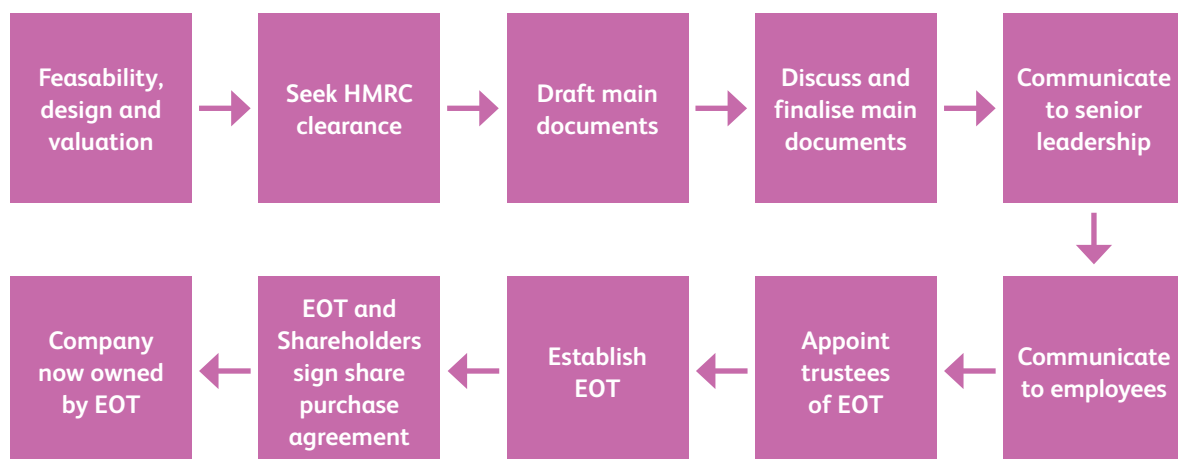 Feasability,
design and
valuation
Seek HMRC
clearance
Draft main
documents
Discuss and
finalise main
documents
Communicate
to senior
leadership
Communicate
to employees
Appoint
trustees
of EOT
Establish
EOT
EOT and
Shareholders
sign share
purchase
agreement
Company
now owned
by EOT